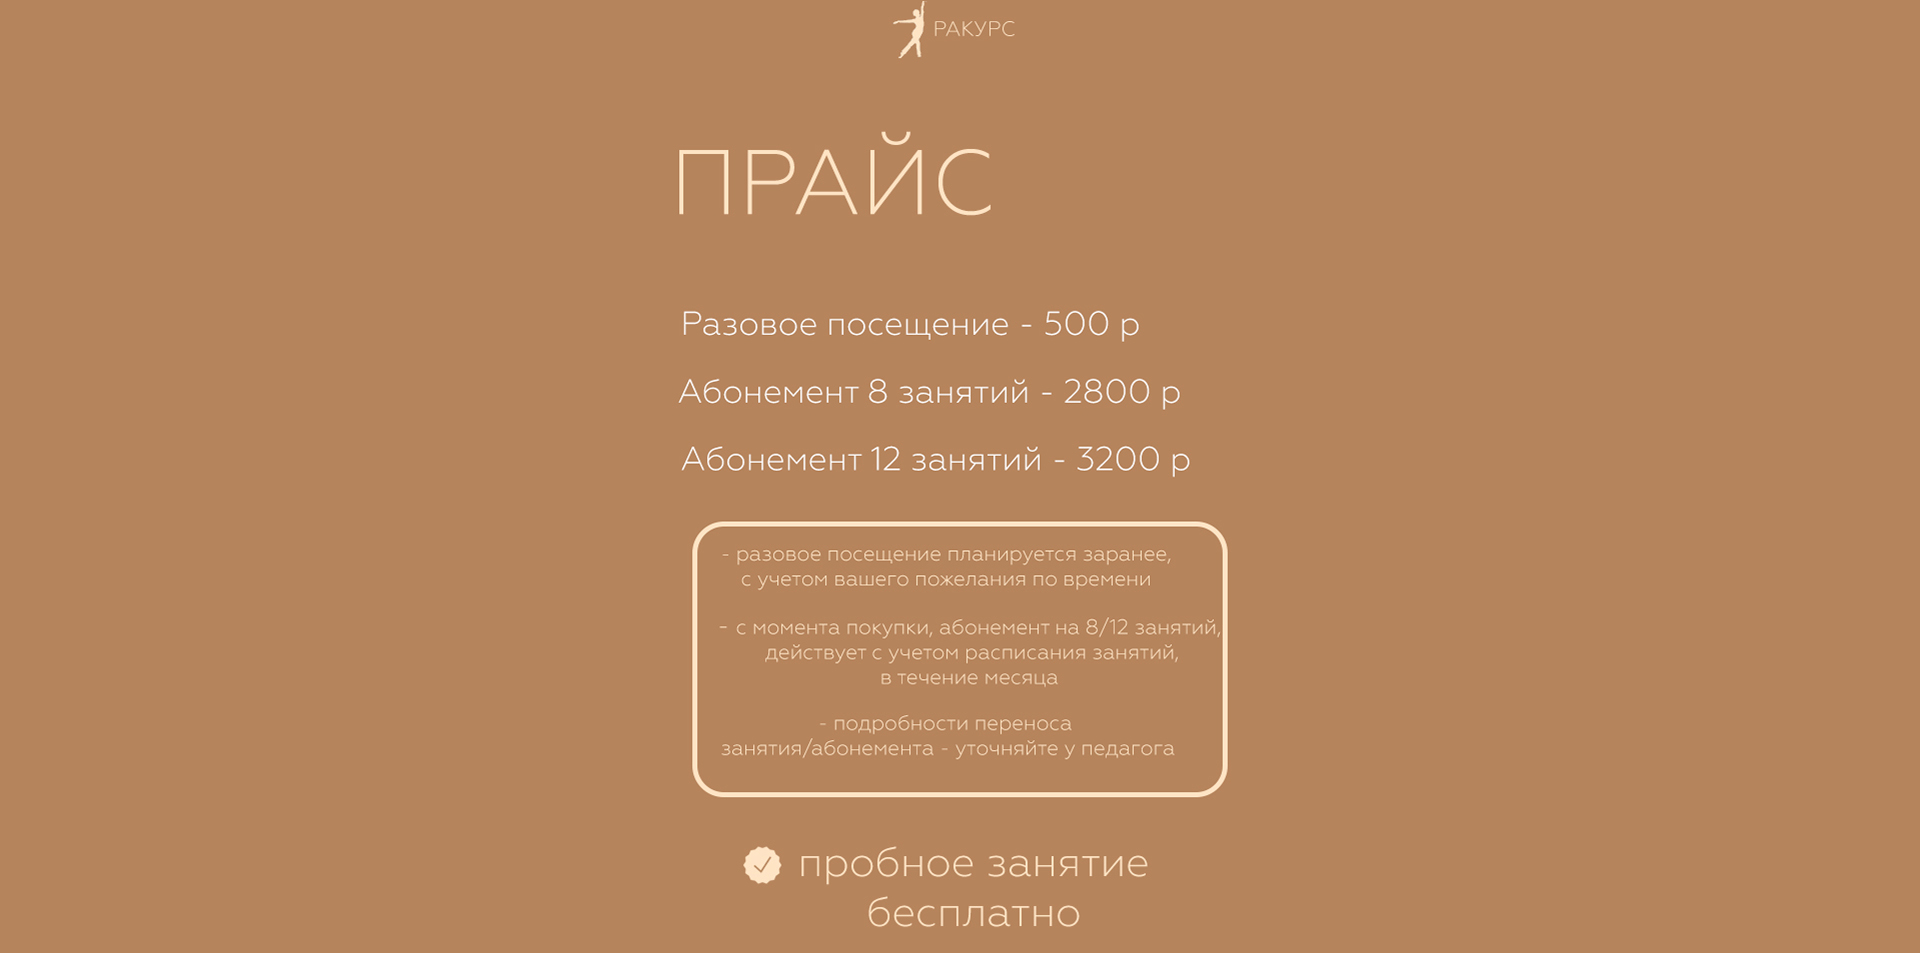 РАКУРС
ПРАЙС
Разовое посещение - 500 р
Абонемент 8 занятий - 2800 р
Абонемент 12 занятий - 3200 р
- разовое посещение планируется заранее,
с учетом вашего пожелания по времени
- с момента покупки, абонемент на 8/12 занятий,
действует с учетом расписания занятий,
в течение месяца
- подробности переноса
занятия/абонемента - уточняйте у педагога
пробное занятие
бесплатно